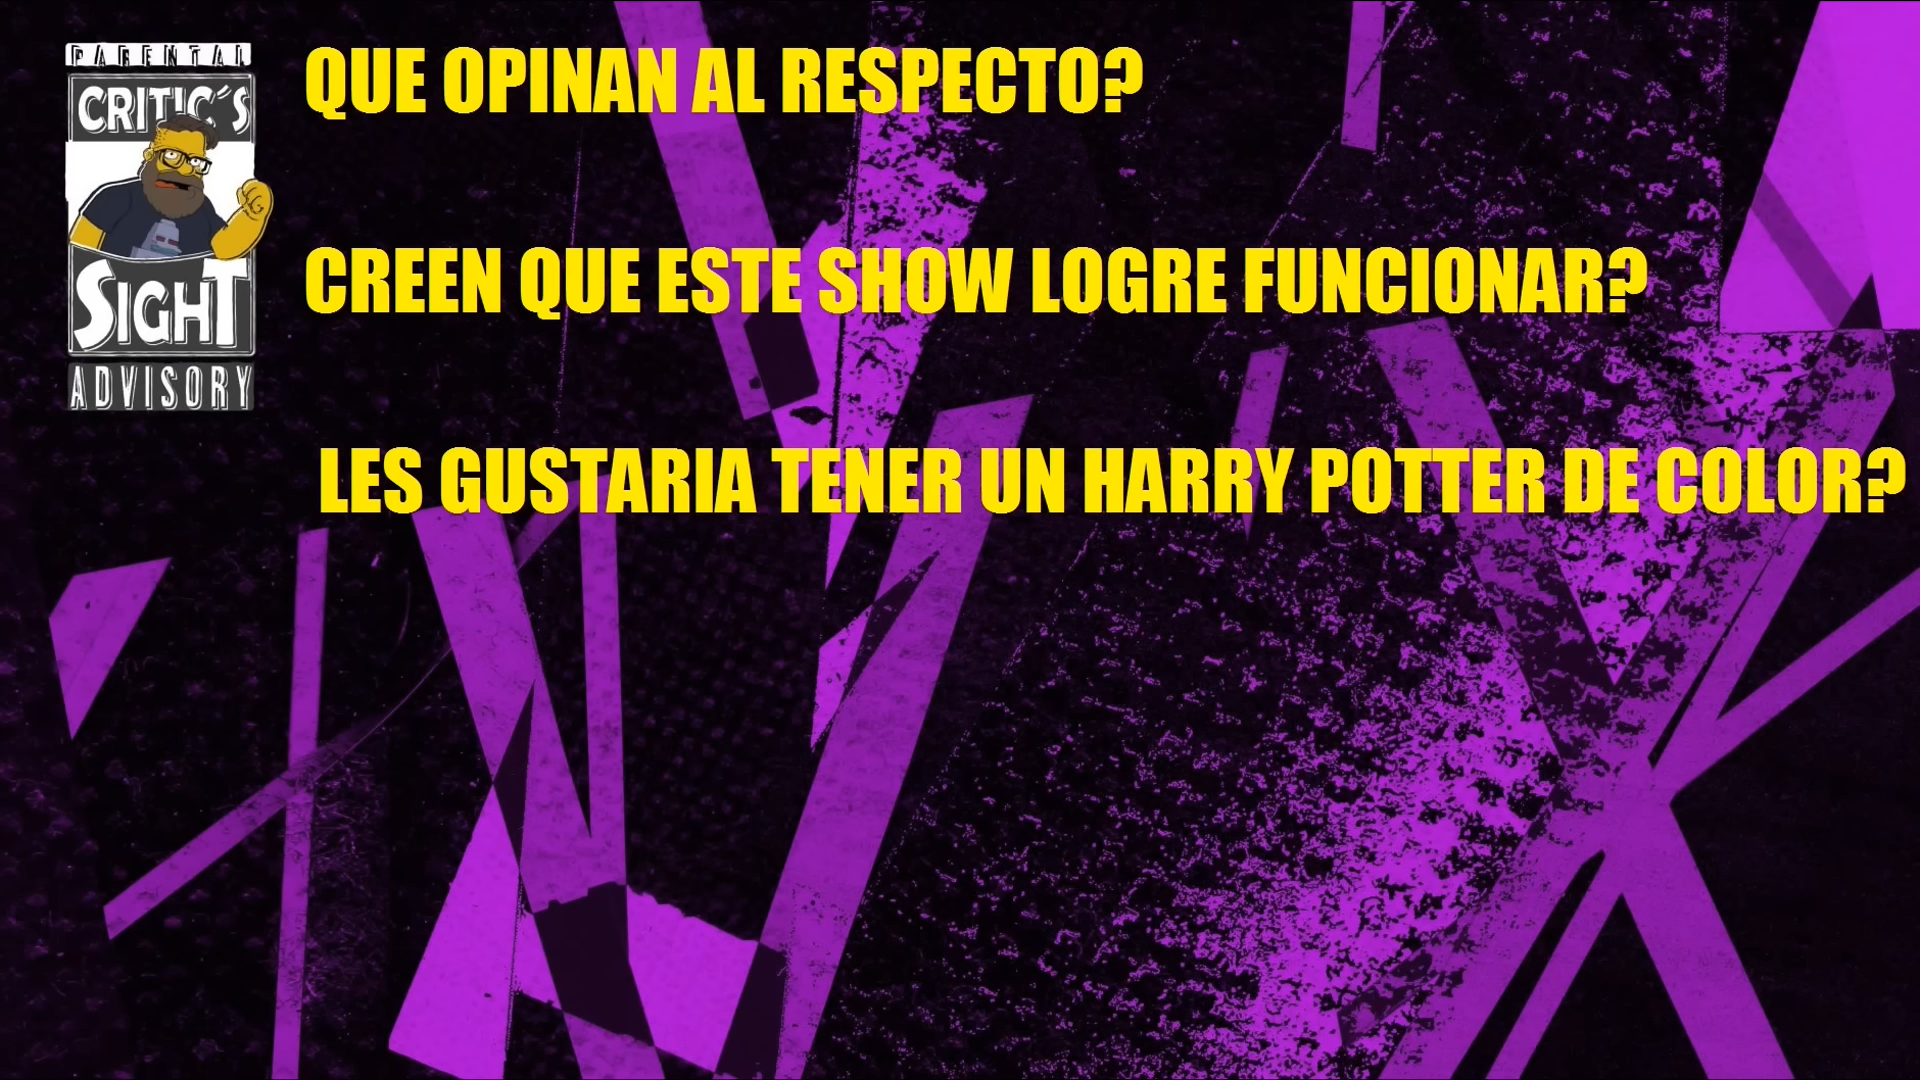 PARENTAL
CRITIC´S
SIGHT
ADVISORY
QUE OPINAN AL RESPECTO?
CREEN QUE ESTE SHOW LOGRE FUNCIONAR?
LES GUSTARIA TENER UN HARRY POTTER DE COLOR?